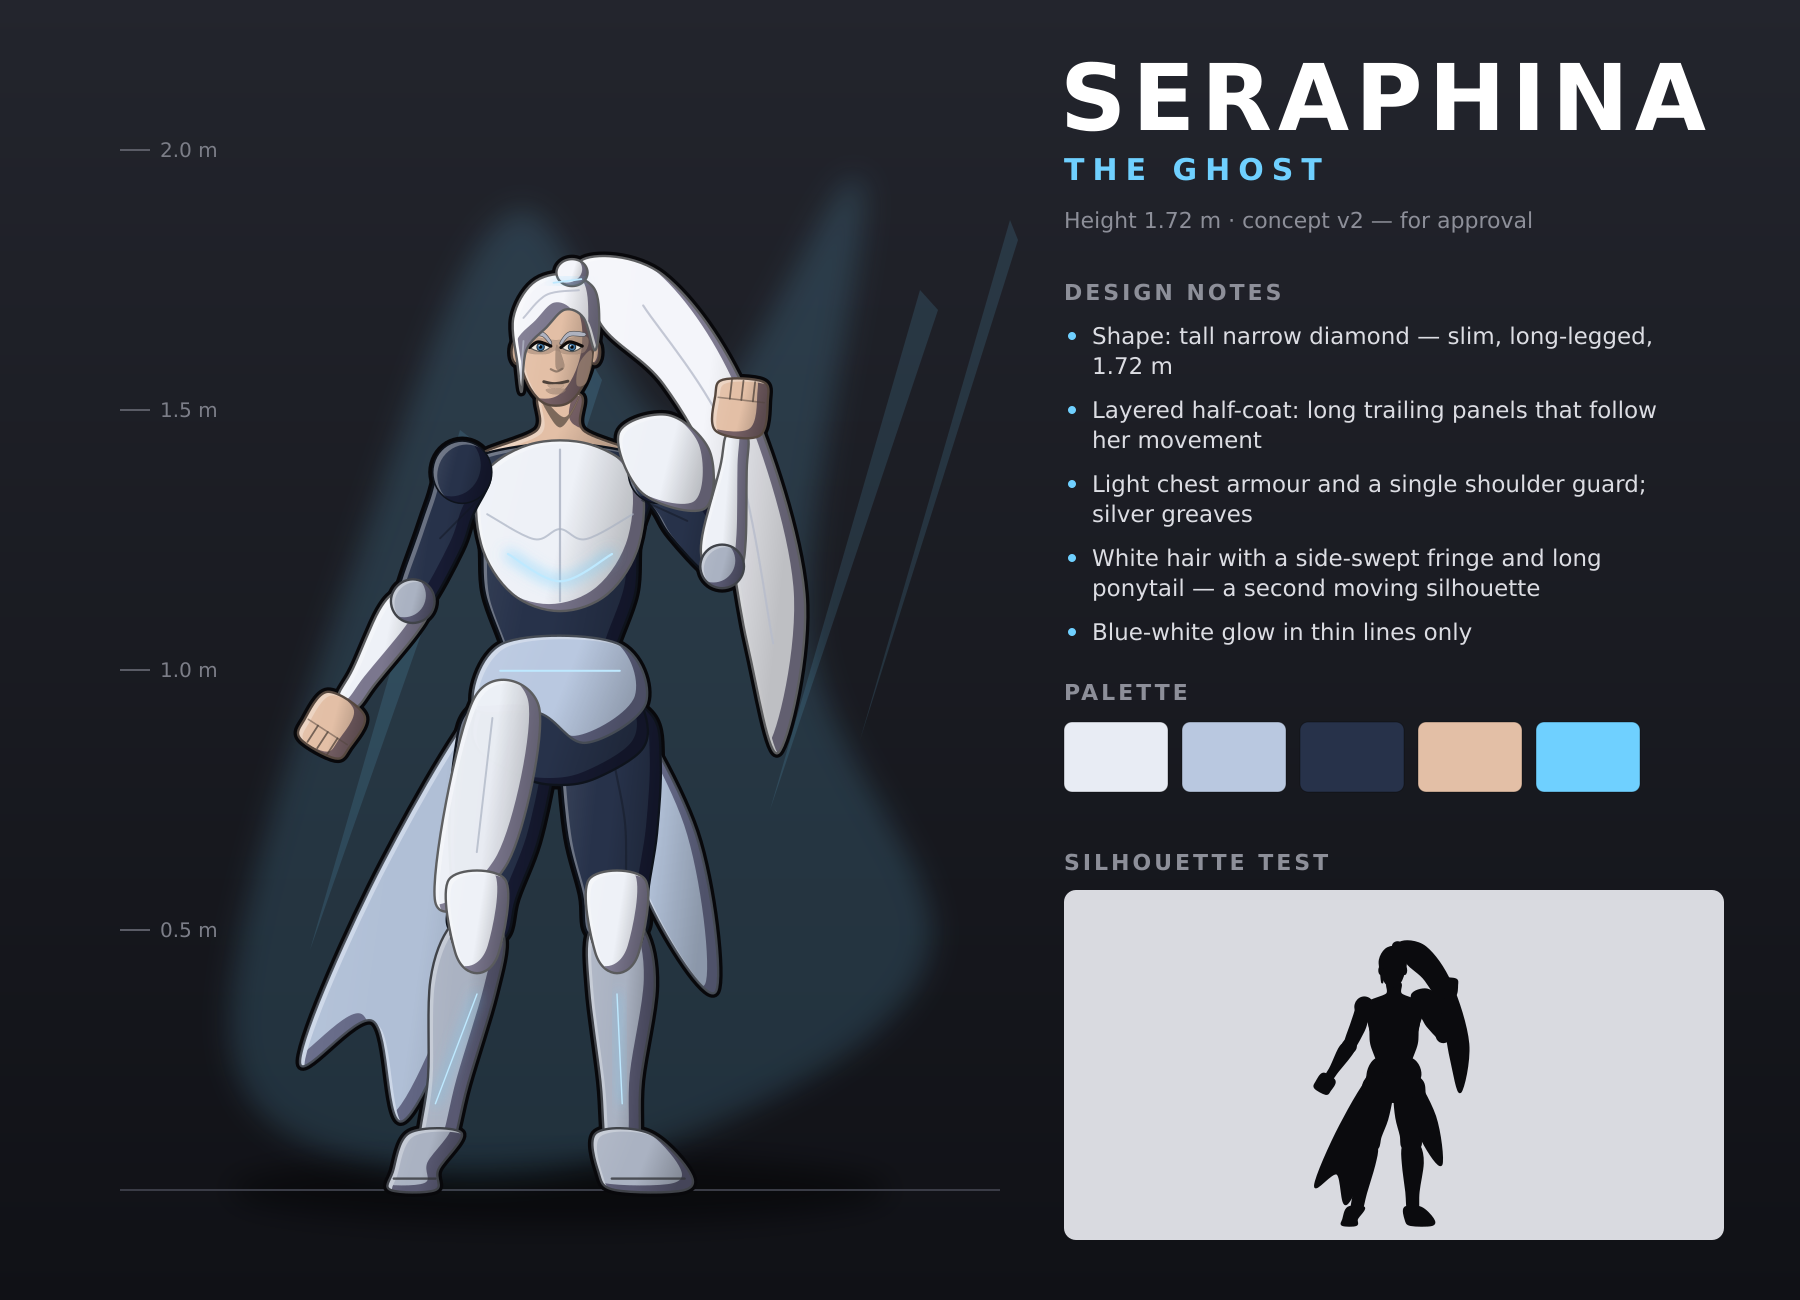 SERAPHINA
THE GHOST
Height 1.72 m · concept v2 — for approval
2.0 m
1.5 m
1.0 m
0.5 m
DESIGN NOTES
• Shape: tall narrow diamond — slim, long-legged,
1.72 m
• Layered half-coat: long trailing panels that follow
her movement
• Light chest armour and a single shoulder guard;
silver greaves
• White hair with a side-swept fringe and long
ponytail — a second moving silhouette
• Blue-white glow in thin lines only
PALETTE
SILHOUETTE TEST